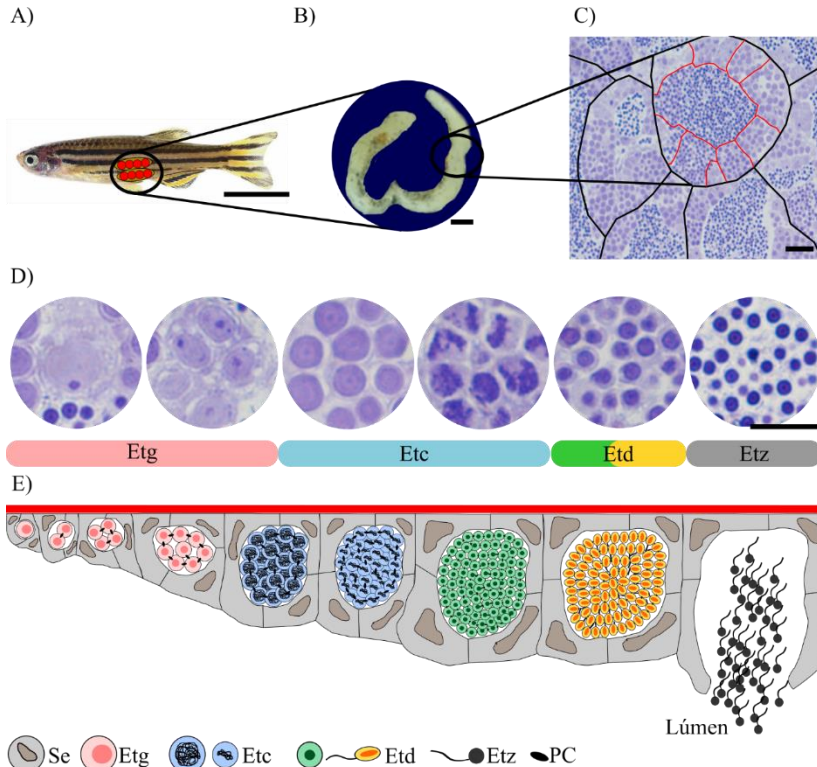 A)
B)
C)
D)
Etg
Etc
Etd
Etz
E)
Lúmen
Se
Etg
Etc
Etd
Etz
PC